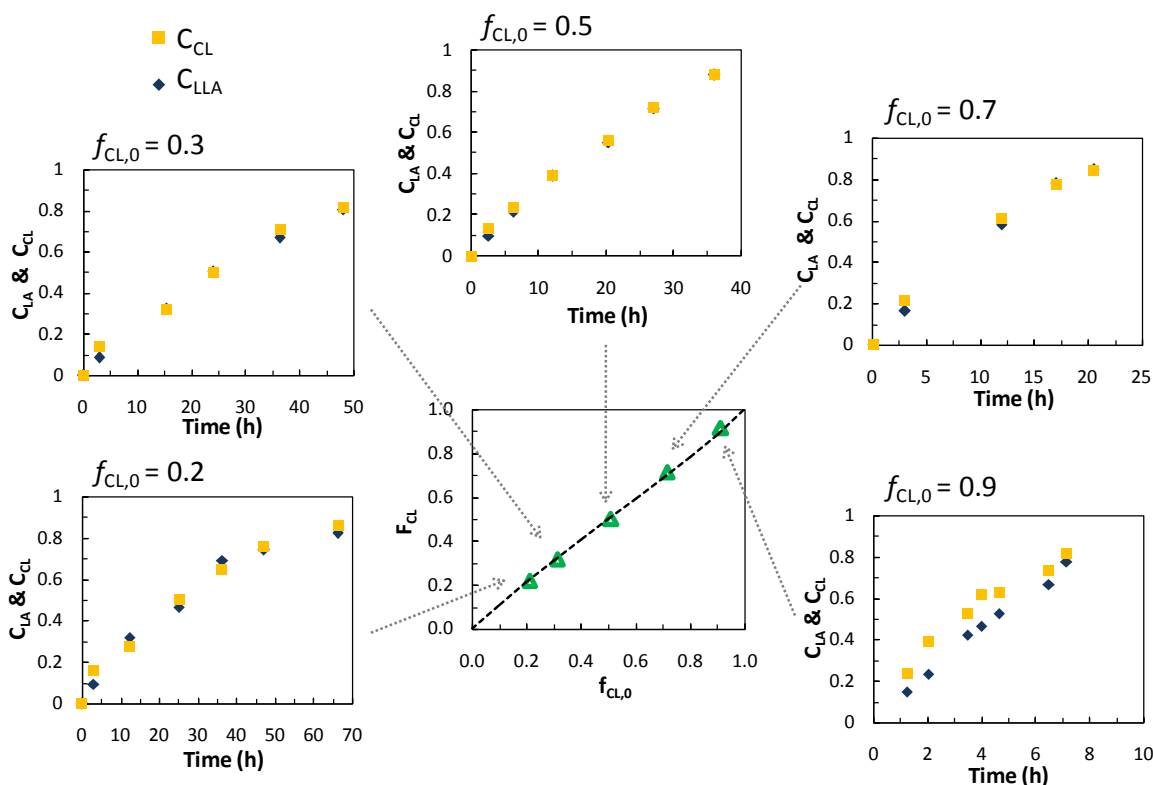 C_CL
C_LLA
f_CL,0 = 0.5
C_LA & C_CL
1
0.8
0.6
0.4
0.2
0
0 10 20 30 40
Time (h)
f_CL,0 = 0.3
C_LA & C_CL
1
0.8
0.6
0.4
0.2
0
0 10 20 30 40 50
Time (h)
f_CL,0 = 0.7
C_LA & C_CL
1
0.8
0.6
0.4
0.2
0
0 5 10 15 20 25
Time (h)
F_CL
1.0
0.8
0.6
0.4
0.2
0.0
0.0 0.2 0.4 0.6 0.8 1.0
f_CL,0
f_CL,0 = 0.2
C_LA & C_CL
1
0.8
0.6
0.4
0.2
0
0 10 20 30 40 50 60 70
Time (h)
f_CL,0 = 0.9
C_LA & C_CL
1
0.8
0.6
0.4
0.2
0
0 2 4 6 8 10
Time (h)